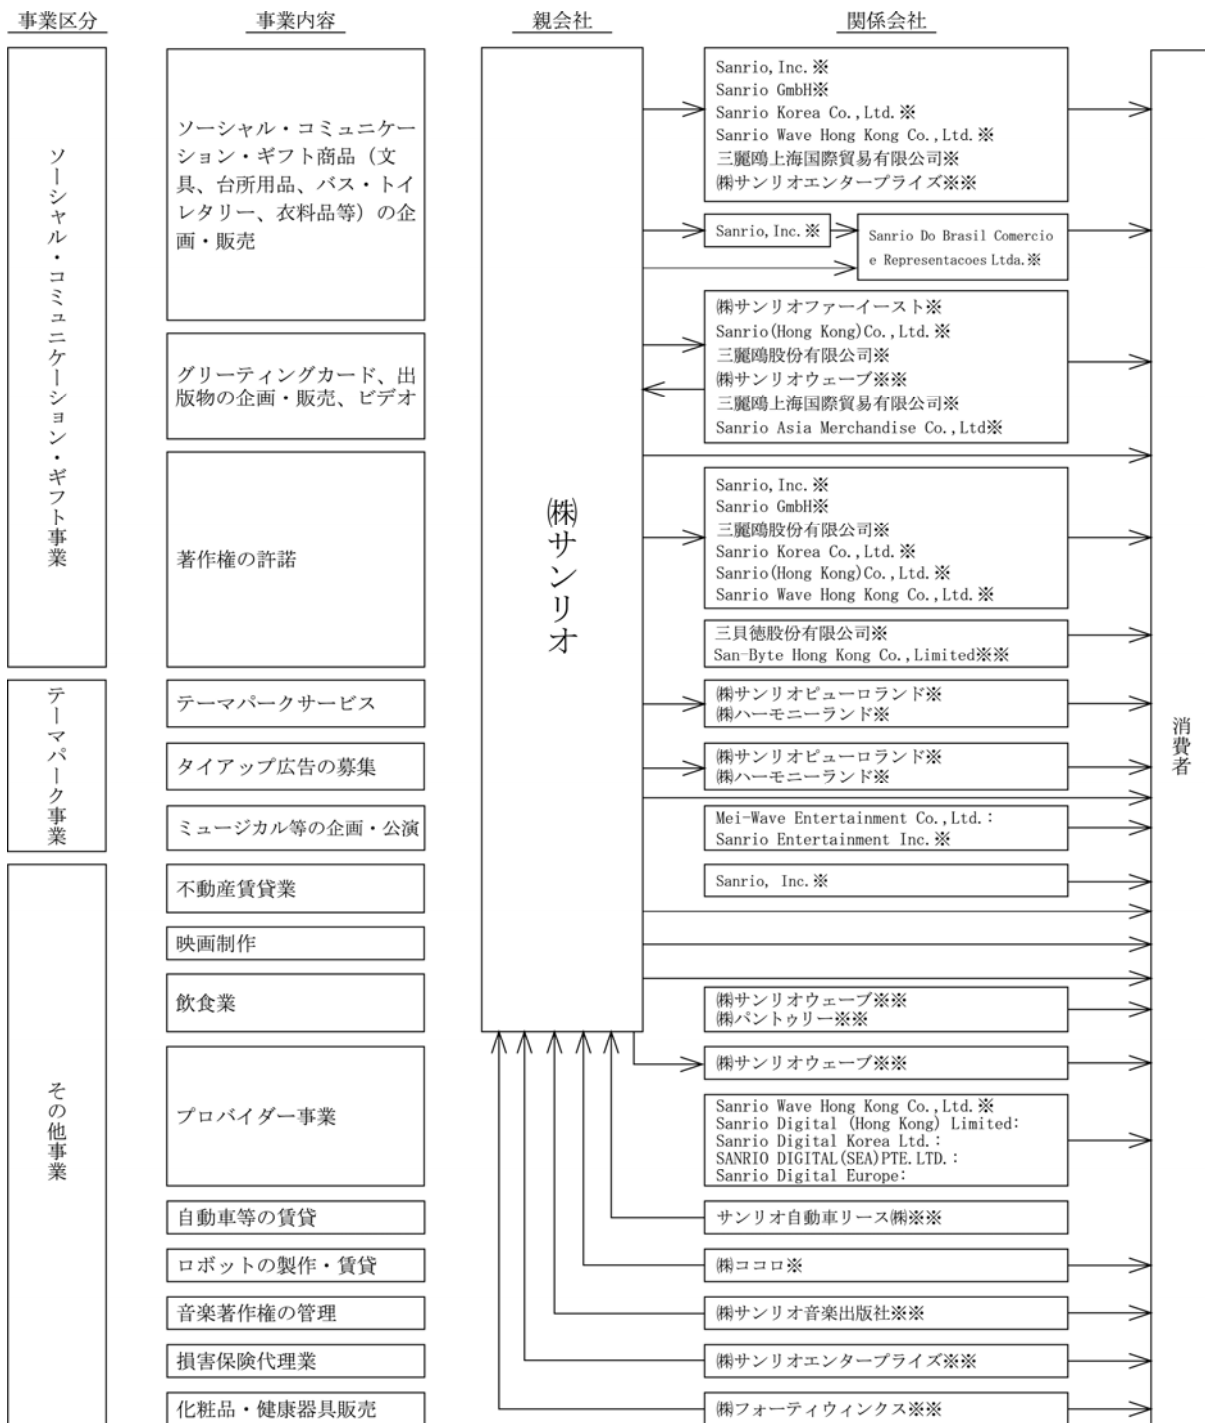 事業区分
事業内容
親会社
関係会社
ソーシャル・コミュニケーション・ギフト事業
ソーシャル・コミュニケー
ション・ギフト商品（文
具、台所用品、バス・トイ
レタリー、衣料品等）の企
画・販売
グリーティングカード、出
版物の企画・販売、ビデオ
著作権の許諾
テーマパーク事業
テーマパークサービス
タイアップ広告の募集
ミュージカル等の企画・公演
その他事業
不動産賃貸業
映画制作
飲食業
プロバイダー事業
自動車等の賃貸
ロボットの製作・賃貸
音楽著作権の管理
損害保険代理業
化粧品・健康器具販売
㈱サンリオ
Sanrio,Inc.※
Sanrio GmbH※
Sanrio Korea Co.,Ltd.※
Sanrio Wave Hong Kong Co.,Ltd.※
三麗鴎上海国際貿易有限公司※
㈱サンリオエンタープライズ※※
Sanrio,Inc.※
Sanrio Do Brasil Comercio
e Representacoes Ltda.※
㈱サンリオファーイースト※
Sanrio(Hong Kong)Co.,Ltd.※
三麗鴎股份有限公司※
㈱サンリオウェーブ※※
三麗鴎上海国際貿易有限公司※
Sanrio Asia Merchandise Co.,Ltd※
Sanrio,Inc.※
Sanrio GmbH※
三麗鴎股份有限公司※
Sanrio Korea Co.,Ltd.※
Sanrio(Hong Kong)Co.,Ltd.※
Sanrio Wave Hong Kong Co.,Ltd.※
三貝徳股份有限公司※
San-Byte Hong Kong Co.,Limited※※
㈱サンリオピューロランド※
㈱ハーモニーランド※
㈱サンリオピューロランド※
㈱ハーモニーランド※
Mei-Wave Entertainment Co.,Ltd.：
Sanrio Entertainment Inc.※
Sanrio, Inc.※
㈱サンリオウェーブ※※
㈱パントゥリー※※
㈱サンリオウェーブ※※
Sanrio Wave Hong Kong Co.,Ltd.※
Sanrio Digital (Hong Kong) Limited：
Sanrio Digital Korea Ltd.：
SANRIO DIGITAL(SEA)PTE.LTD.：
Sanrio Digital Europe：
サンリオ自動車リース㈱※※
㈱ココロ※
㈱サンリオ音楽出版社※※
㈱サンリオエンタープライズ※※
㈱フォーティウィンクス※※
消費者